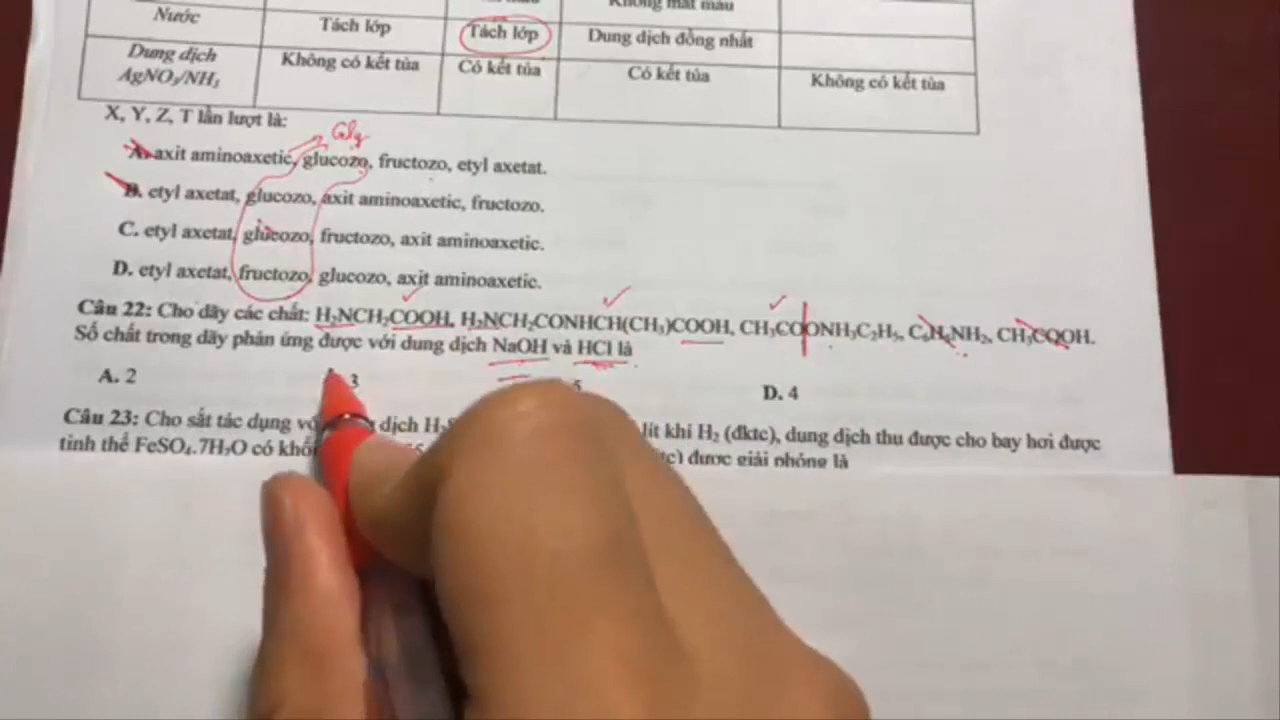 Không mất màu
Nước Tách lớp Tách lớp Dung dịch đồng nhất
Dung dịch AgNO₃/NH₃ Không có kết tủa Có kết tủa Có kết tủa Không có kết tủa
X, Y, Z, T lần lượt là:
A. axit aminoaxetic, glucozo, fructozo, etyl axetat.
B. etyl axetat, glucozo, axit aminoaxetic, fructozo.
C. etyl axetat, glucozo, fructozo, axit aminoaxetic.
D. etyl axetat, fructozo, glucozo, axit aminoaxetic.
Câu 22: Cho dãy các chất: H₂NCH₂COOH, H₂NCH₂CONHCH(CH₃)COOH, CH₃COONH₃C₂H₅, C₆H₅NH₂, CH₃COOH.
Số chất trong dãy phản ứng được với dung dịch NaOH và HCl là
A. 2 3 5 D. 4
Câu 23: Cho sắt tác dụng dịch lít khí H₂ (đktc), dung dịch thu được cho bay hơi được
tinh thể FeSO₄.7H₂O có được giải phóng là